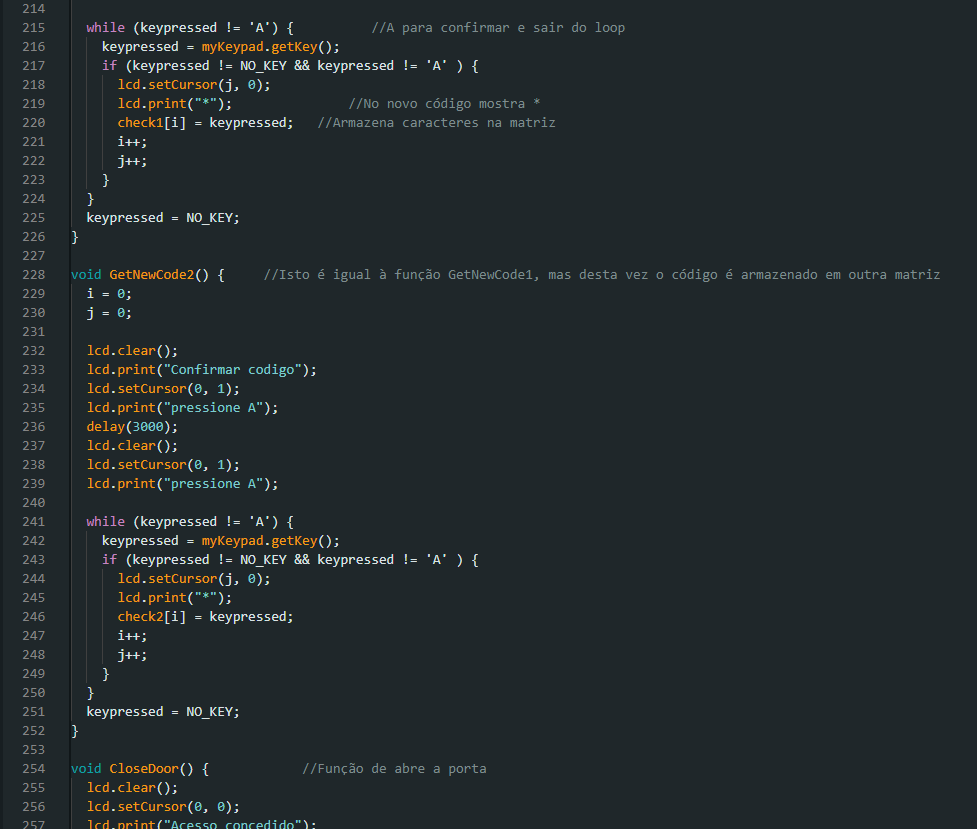 214
215 while (keypressed != 'A') { //A para confirmar e sair do loop
216 keypressed = myKeypad.getKey();
217 if (keypressed != NO_KEY && keypressed != 'A' ) {
218 lcd.setCursor(j, 0);
219 lcd.print("*"); //No novo código mostra *
220 check1[i] = keypressed; //Armazena caracteres na matriz
221 i++;
222 j++;
223 }
224 }
225 keypressed = NO_KEY;
226 }
227
228 void GetNewCode2() { //Isto é igual à função GetNewCode1, mas desta vez o código é armazenado em outra matriz
229 i = 0;
230 j = 0;
231
232 lcd.clear();
233 lcd.print("Confirmar codigo");
234 lcd.setCursor(0, 1);
235 lcd.print("pressione A");
236 delay(3000);
237 lcd.clear();
238 lcd.setCursor(0, 1);
239 lcd.print("pressione A");
240
241 while (keypressed != 'A') {
242 keypressed = myKeypad.getKey();
243 if (keypressed != NO_KEY && keypressed != 'A' ) {
244 lcd.setCursor(j, 0);
245 lcd.print("*");
246 check2[i] = keypressed;
247 i++;
248 j++;
249 }
250 }
251 keypressed = NO_KEY;
252 }
253
254 void CloseDoor() { //Função de abre a porta
255 lcd.clear();
256 lcd.setCursor(0, 0);
257 lcd.print("Acesso concedido");